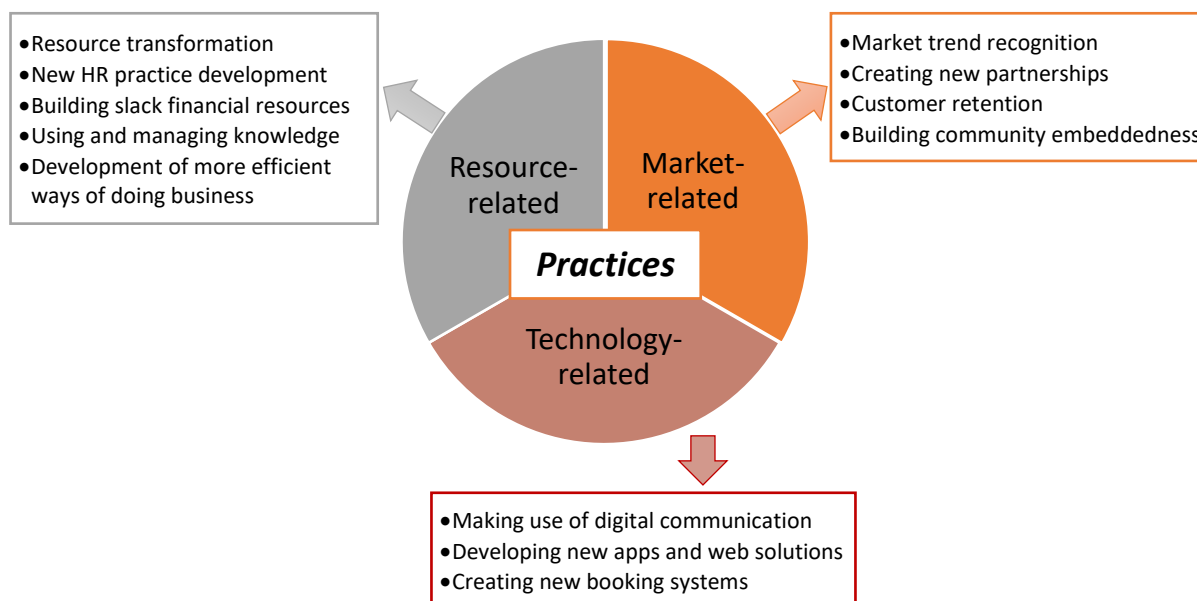 •Resource transformation
•New HR practice development
•Building slack financial resources
•Using and managing knowledge
•Development of more efficient
ways of doing business
•Market trend recognition
•Creating new partnerships
•Customer retention
•Building community embeddedness
Resource-
related
Market-
related
Practices
Technology-
related
•Making use of digital communication
•Developing new apps and web solutions
•Creating new booking systems